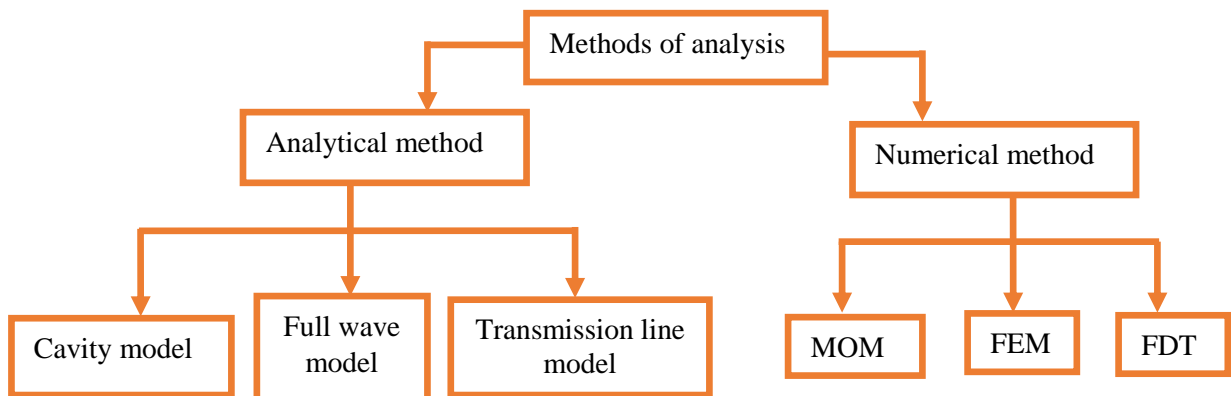 Methods of analysis
Analytical method
Numerical method
Cavity model
Full wave
model
Transmission line
model
MOM
FEM
FDT